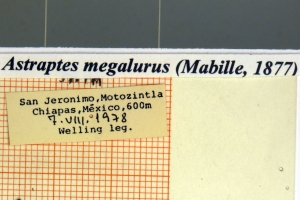 Astraptes megalurus (Mabille, 1877)
San Jeronimo, Motozintla
Chiapas, México, 600m
7. VIII. 1978
Welling leg.